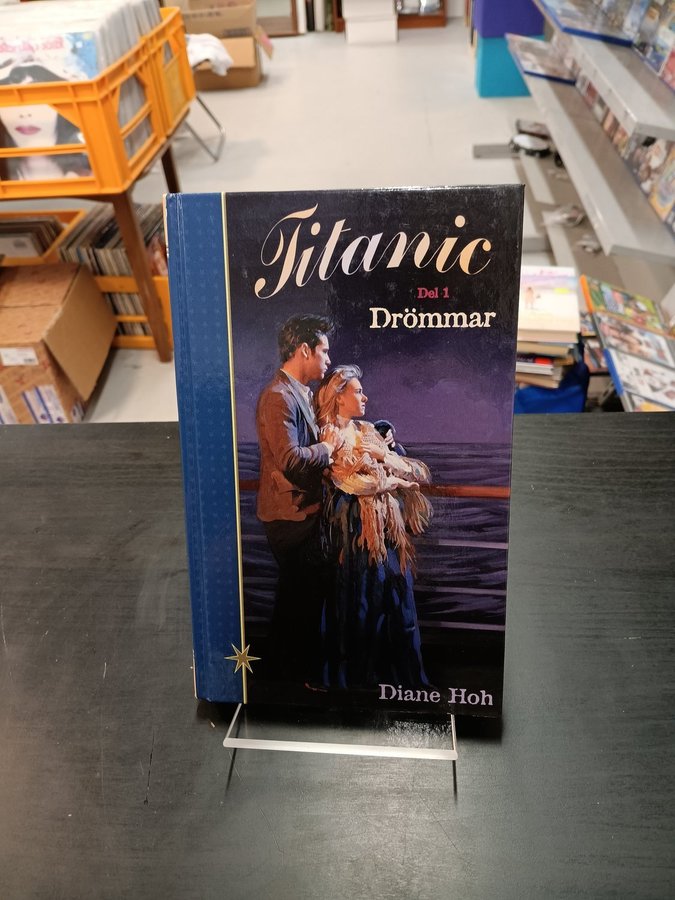 Titanic
Del 1
Drömmar
Diane Hoh